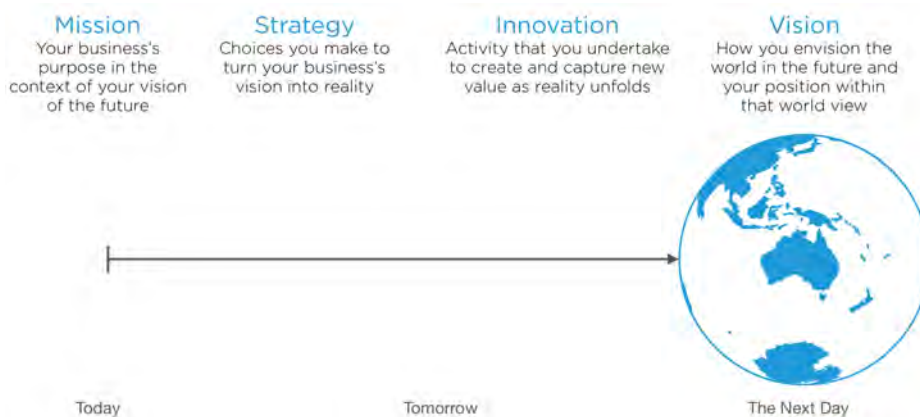 Mission
Your business's
purpose in the
context of your vision
of the future
Strategy
Choices you make to
turn your business's
vision into reality
Innovation
Activity that you undertake
to create and capture new
value as reality unfolds
Vision
How you envision the
world in the future and
your position within
that world view
Today
Tomorrow
The Next Day